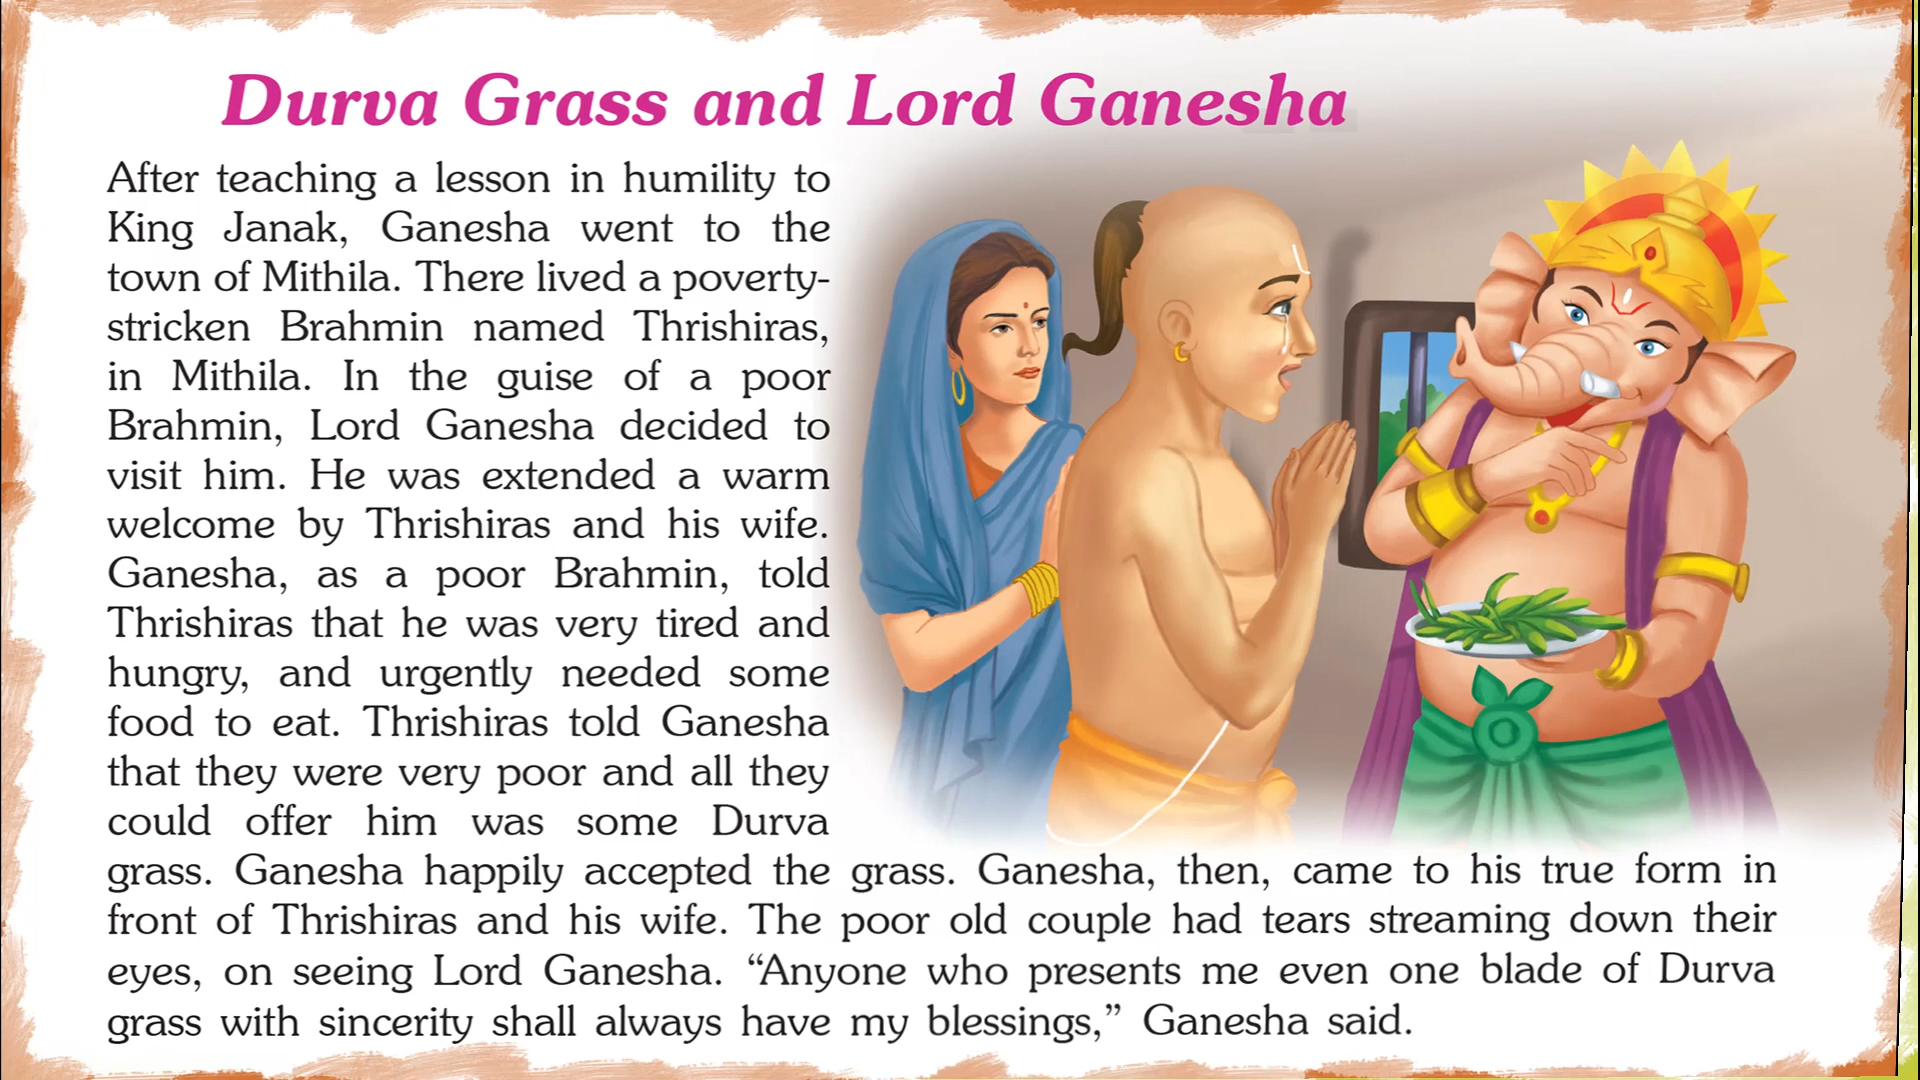 Durva Grass and Lord Ganesha
After teaching a lesson in humility to
King Janak, Ganesha went to the
town of Mithila. There lived a poverty-
stricken Brahmin named Thrishiras,
in Mithila. In the guise of a poor
Brahmin, Lord Ganesha decided to
visit him. He was extended a warm
welcome by Thrishiras and his wife.
Ganesha, as a poor Brahmin, told
Thrishiras that he was very tired and
hungry, and urgently needed some
food to eat. Thrishiras told Ganesha
that they were very poor and all they
could offer him was some Durva
grass. Ganesha happily accepted the grass. Ganesha, then, came to his true form in
front of Thrishiras and his wife. The poor old couple had tears streaming down their
eyes, on seeing Lord Ganesha. “Anyone who presents me even one blade of Durva
grass with sincerity shall always have my blessings,” Ganesha said.